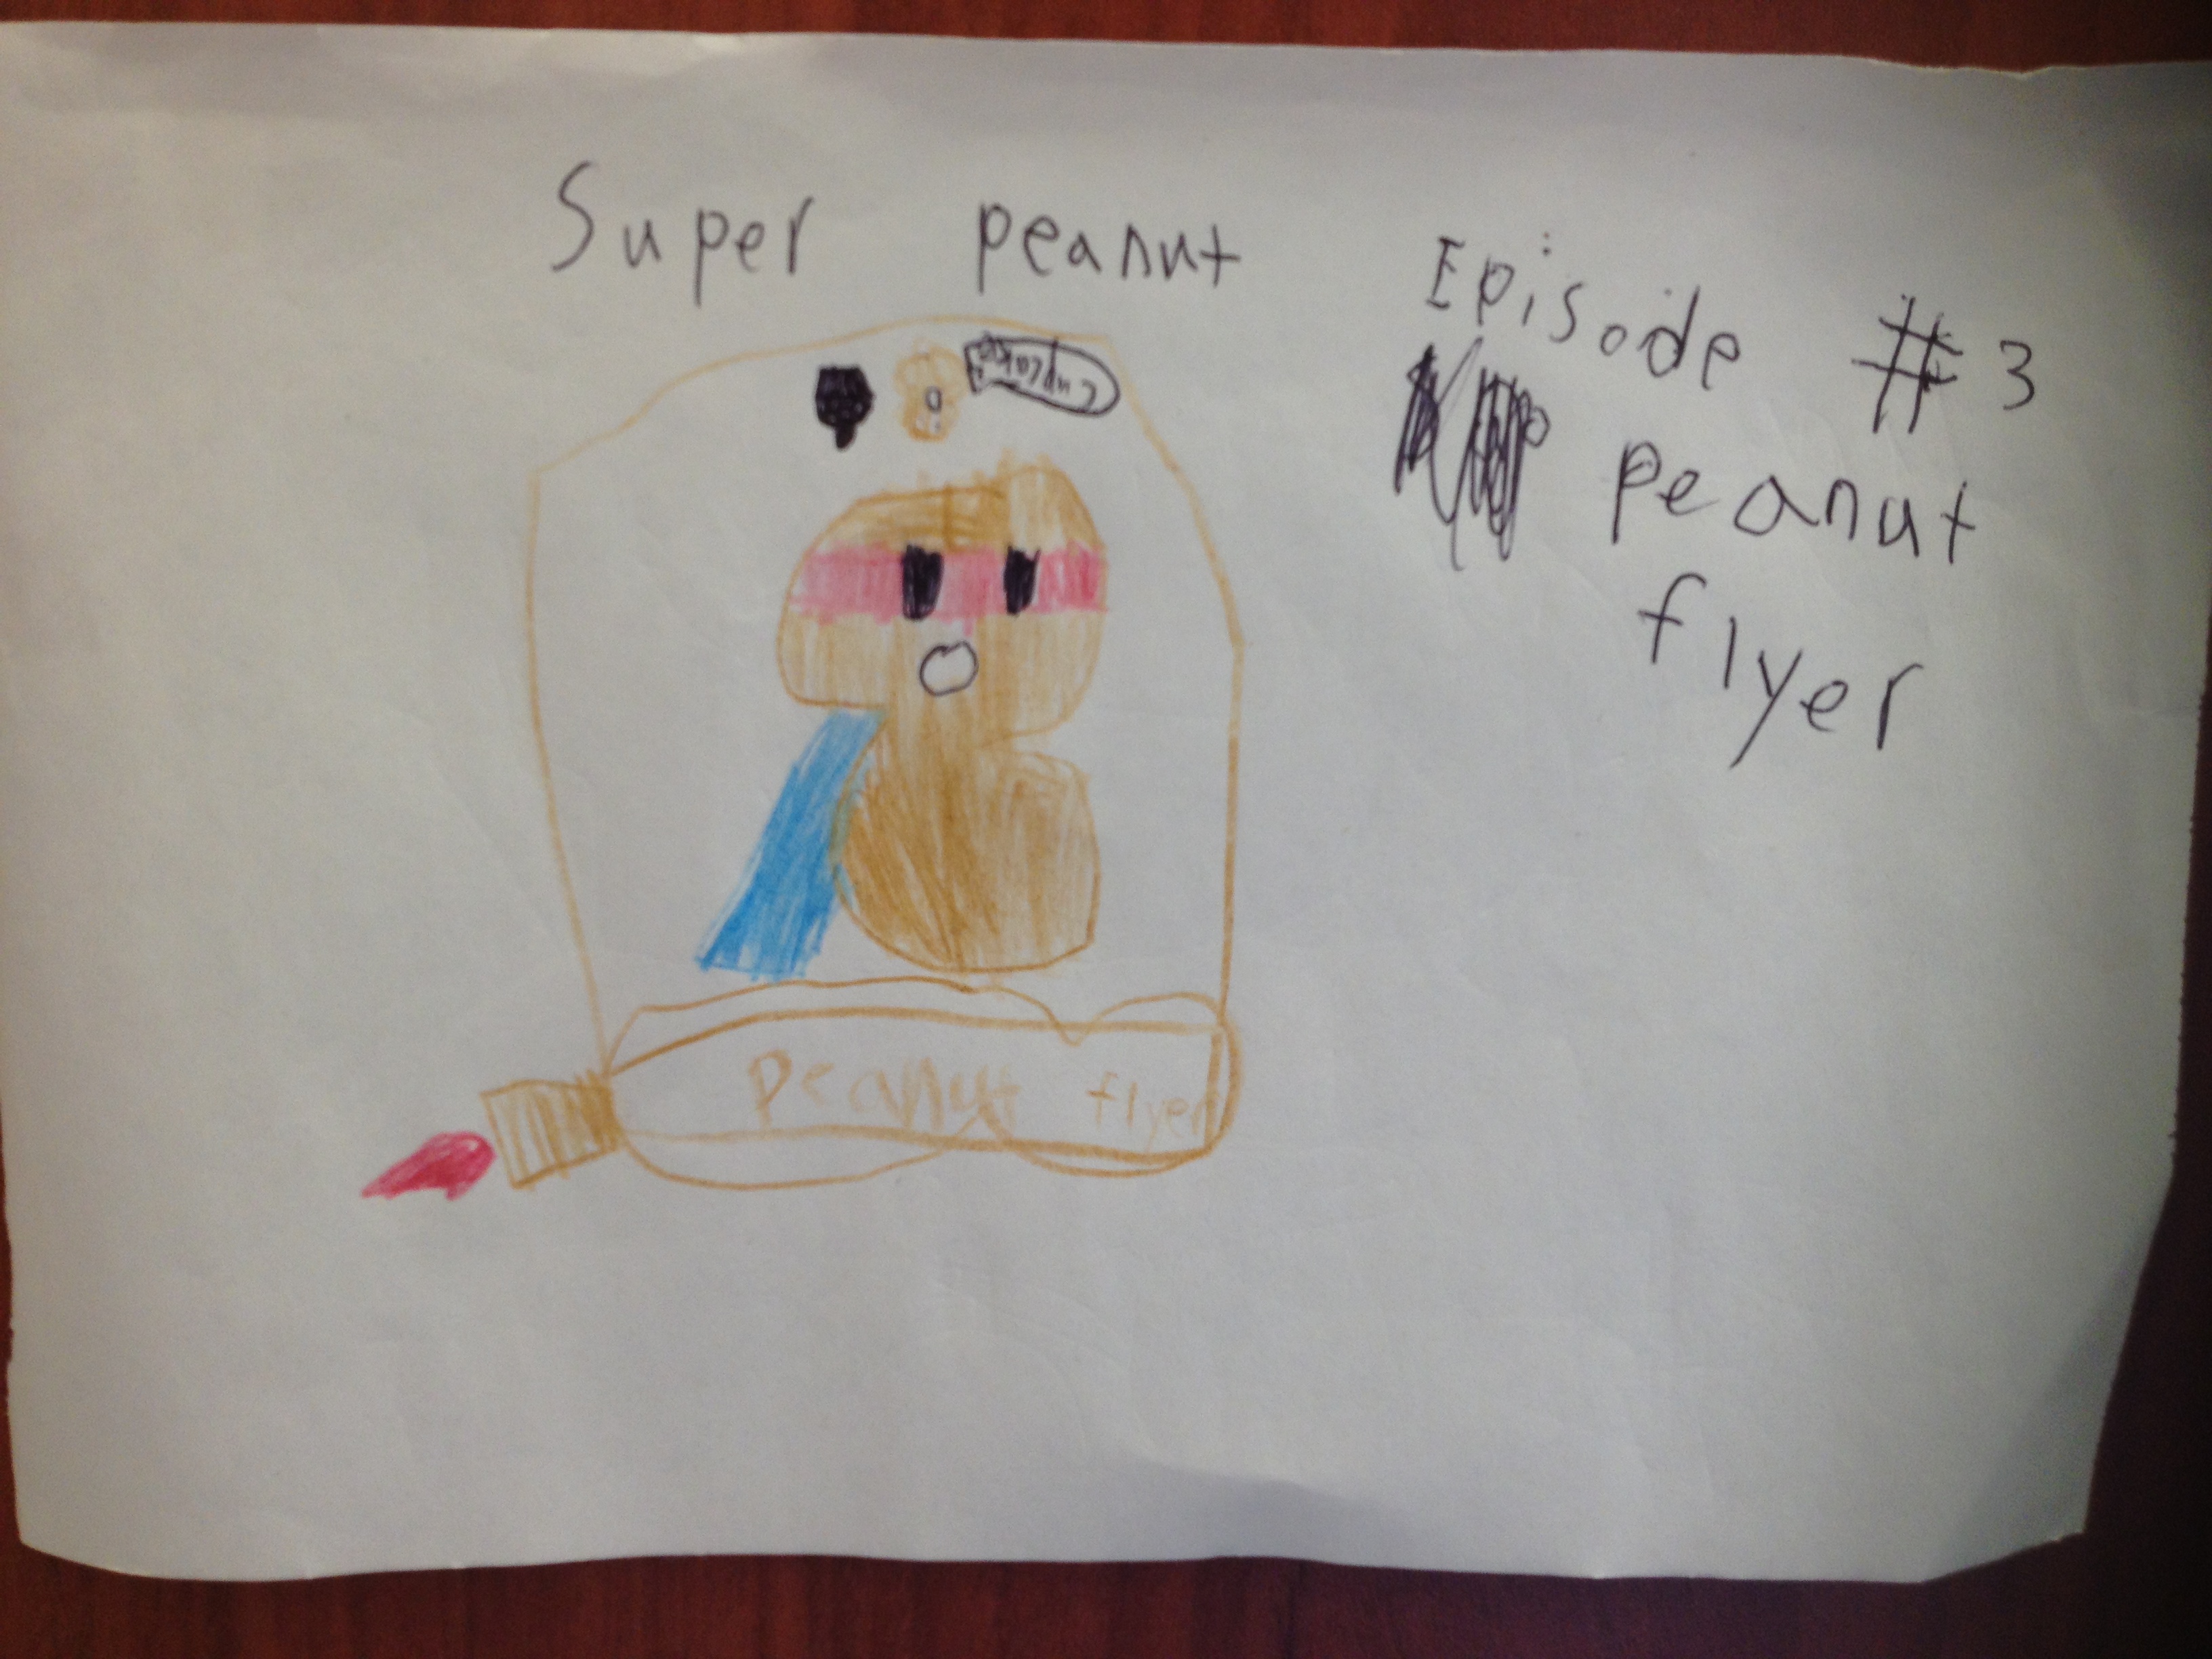 Super peanut
Episode #3
peanut
flyer
peanut flyer